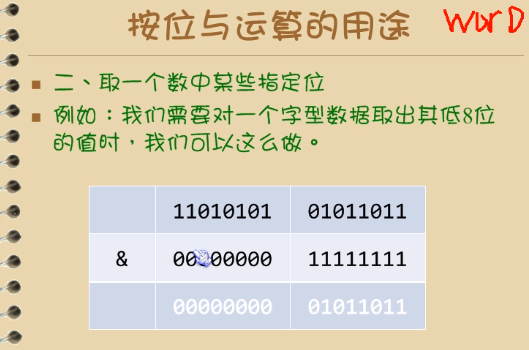 按位与运算的用途 WorD
二、取一个数中某些指定位
例如：我们需要对一个字型数据取出其低8位
的值时，我们可以这么做。
11010101 01011011
& 00000000 11111111
00000000 01011011